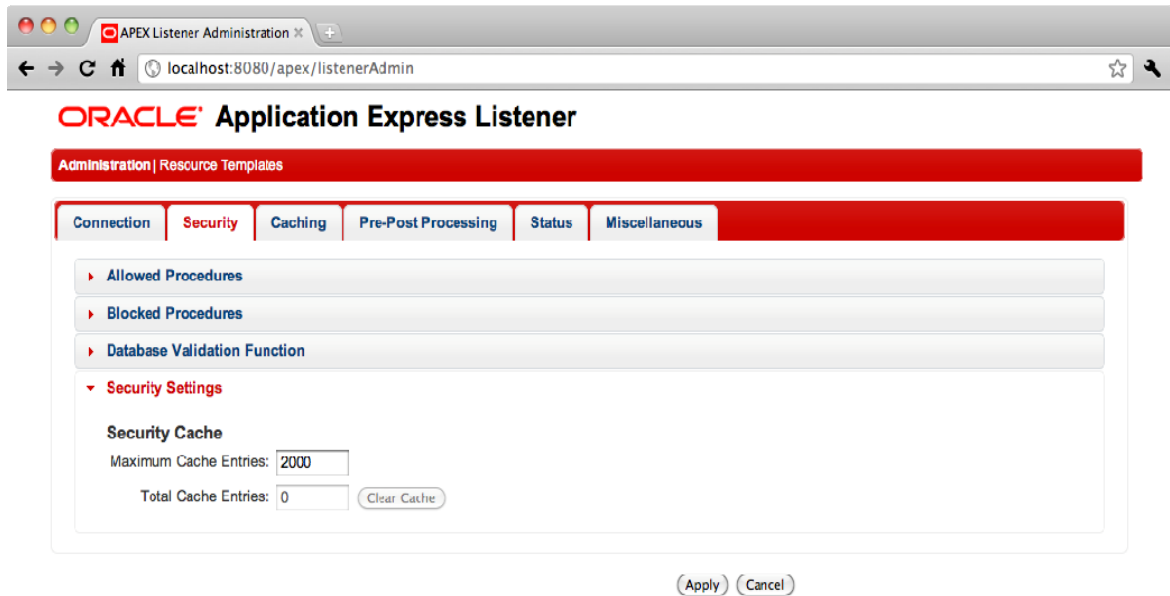 APEX Listener Administration
localhost:8080/apex/listenerAdmin
ORACLE Application Express Listener
Administration | Resource Templates
Connection Security Caching Pre-Post Processing Status Miscellaneous
Allowed Procedures
Blocked Procedures
Database Validation Function
Security Settings
Security Cache
Maximum Cache Entries: 2000
Total Cache Entries: 0 Clear Cache
Apply Cancel